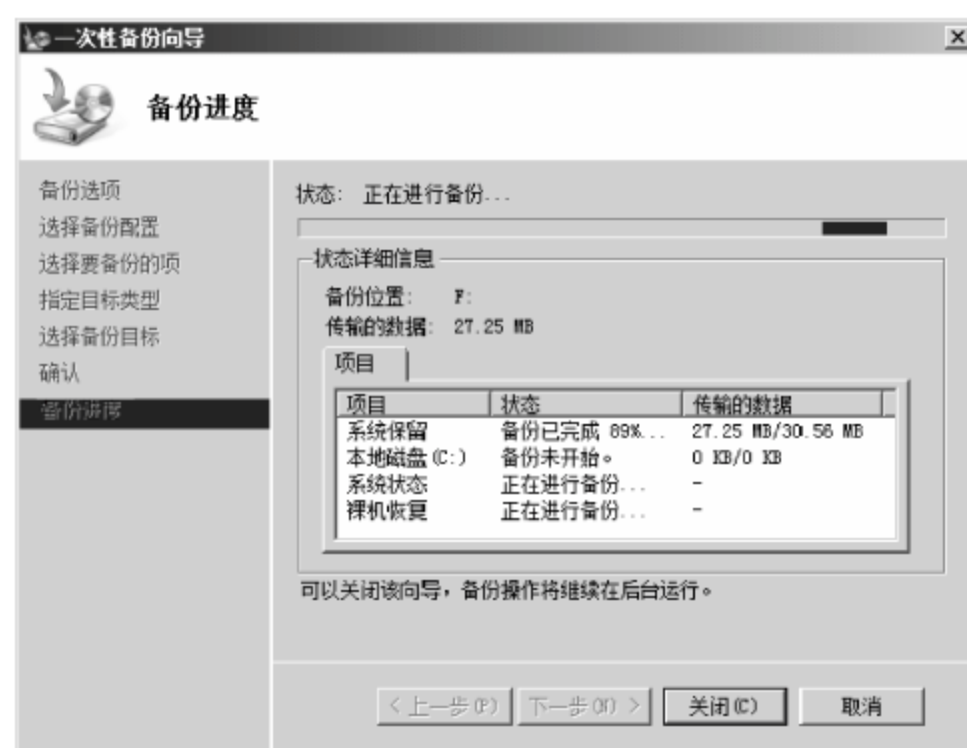 一次性备份向导
备份进度
备份选项
选择备份配置
选择要备份的项
指定目标类型
选择备份目标
确认
备份进度
状态: 正在进行备份...
状态详细信息
备份位置: F:
传输的数据: 27.25 MB
项目
项目 状态 传输的数据
系统保留 备份已完成 89%... 27.25 MB/30.56 MB
本地磁盘(C:) 备份未开始。 0 KB/0 KB
系统状态 正在进行备份... -
裸机恢复 正在进行备份... -
可以关闭该向导，备份操作将继续在后台运行。
< 上一步(P) 下一步(N) > 关闭(C) 取消